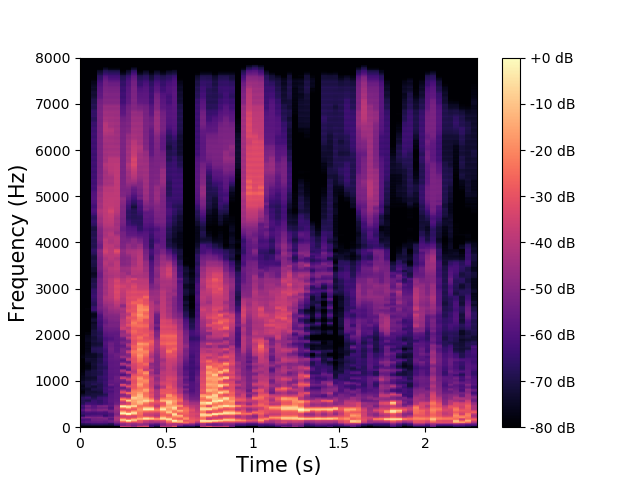 8000
7000
6000
5000
4000
3000
2000
1000
0
Frequency (Hz)
0 0.5 1 1.5 2
Time (s)
+0 dB
-10 dB
-20 dB
-30 dB
-40 dB
-50 dB
-60 dB
-70 dB
-80 dB